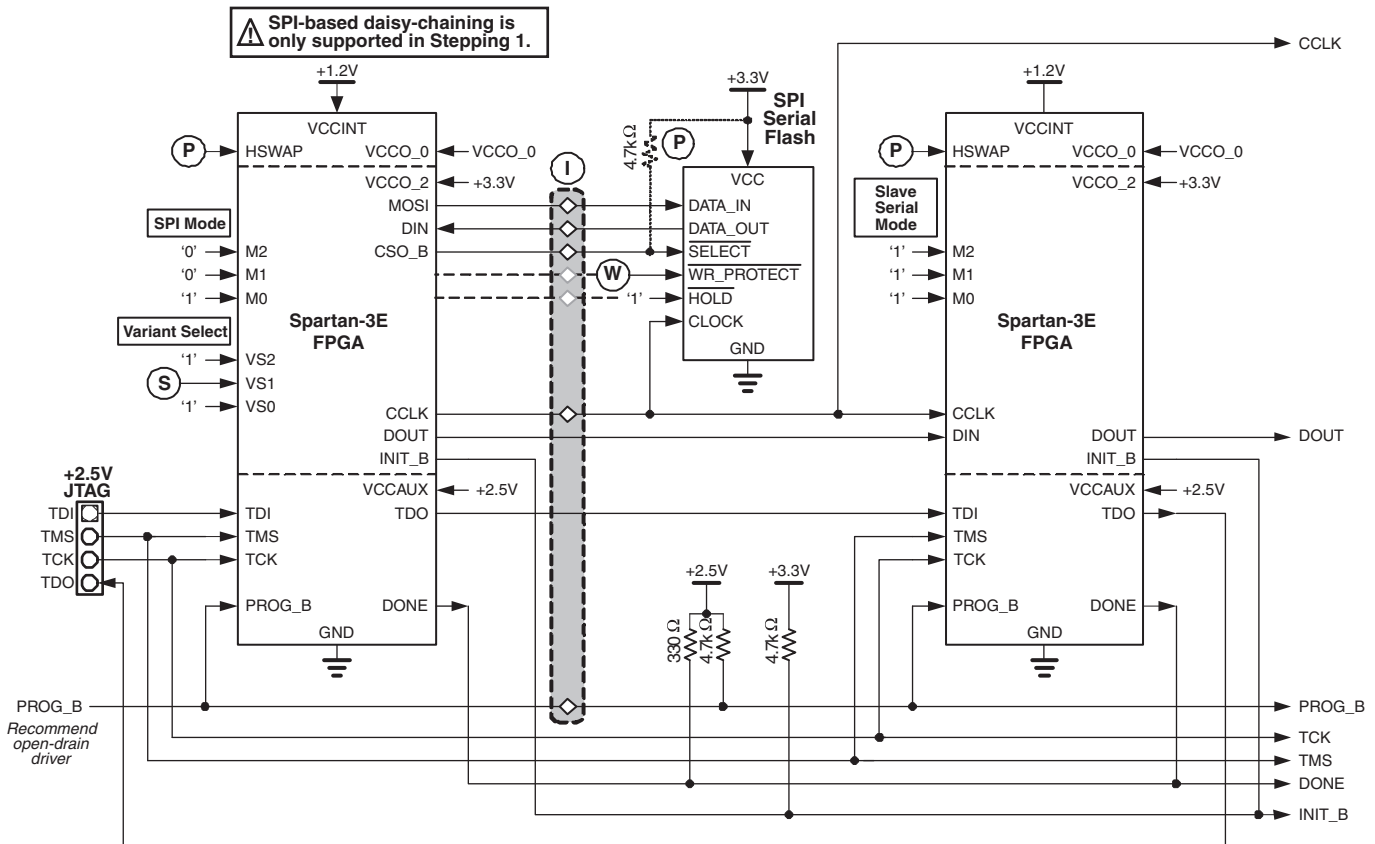 ⚠ SPI-based daisy-chaining is
only supported in Stepping 1.
CCLK
+1.2V
+3.3V
+1.2V
SPI
Serial
Flash
VCCINT
P
HSWAP
VCCO_0
VCCO_0
VCCO_2
+3.3V
MOSI
DIN
CSO_B
SPI Mode
'0'
M2
'0'
M1
'1'
M0
Spartan-3E
FPGA
Variant Select
'1'
VS2
S
VS1
'1'
VS0
CCLK
DOUT
INIT_B
VCCAUX
+2.5V
TDI
TDO
TMS
TCK
PROG_B
DONE
GND
I
4.7kΩ
P
W
'1'
VCC
DATA_IN
DATA_OUT
SELECT
WR_PROTECT
HOLD
CLOCK
GND
VCCINT
P
HSWAP
VCCO_0
VCCO_0
VCCO_2
+3.3V
Slave
Serial
Mode
'1'
M2
'1'
M1
'1'
M0
Spartan-3E
FPGA
CCLK
DIN
DOUT
DOUT
INIT_B
VCCAUX
+2.5V
TDI
TDO
TMS
TCK
PROG_B
DONE
GND
+2.5V
JTAG
TDI
TMS
TCK
TDO
+2.5V
+3.3V
330 Ω
4.7kΩ
4.7kΩ
PROG_B
Recommend
open-drain
driver
PROG_B
TCK
TMS
DONE
INIT_B